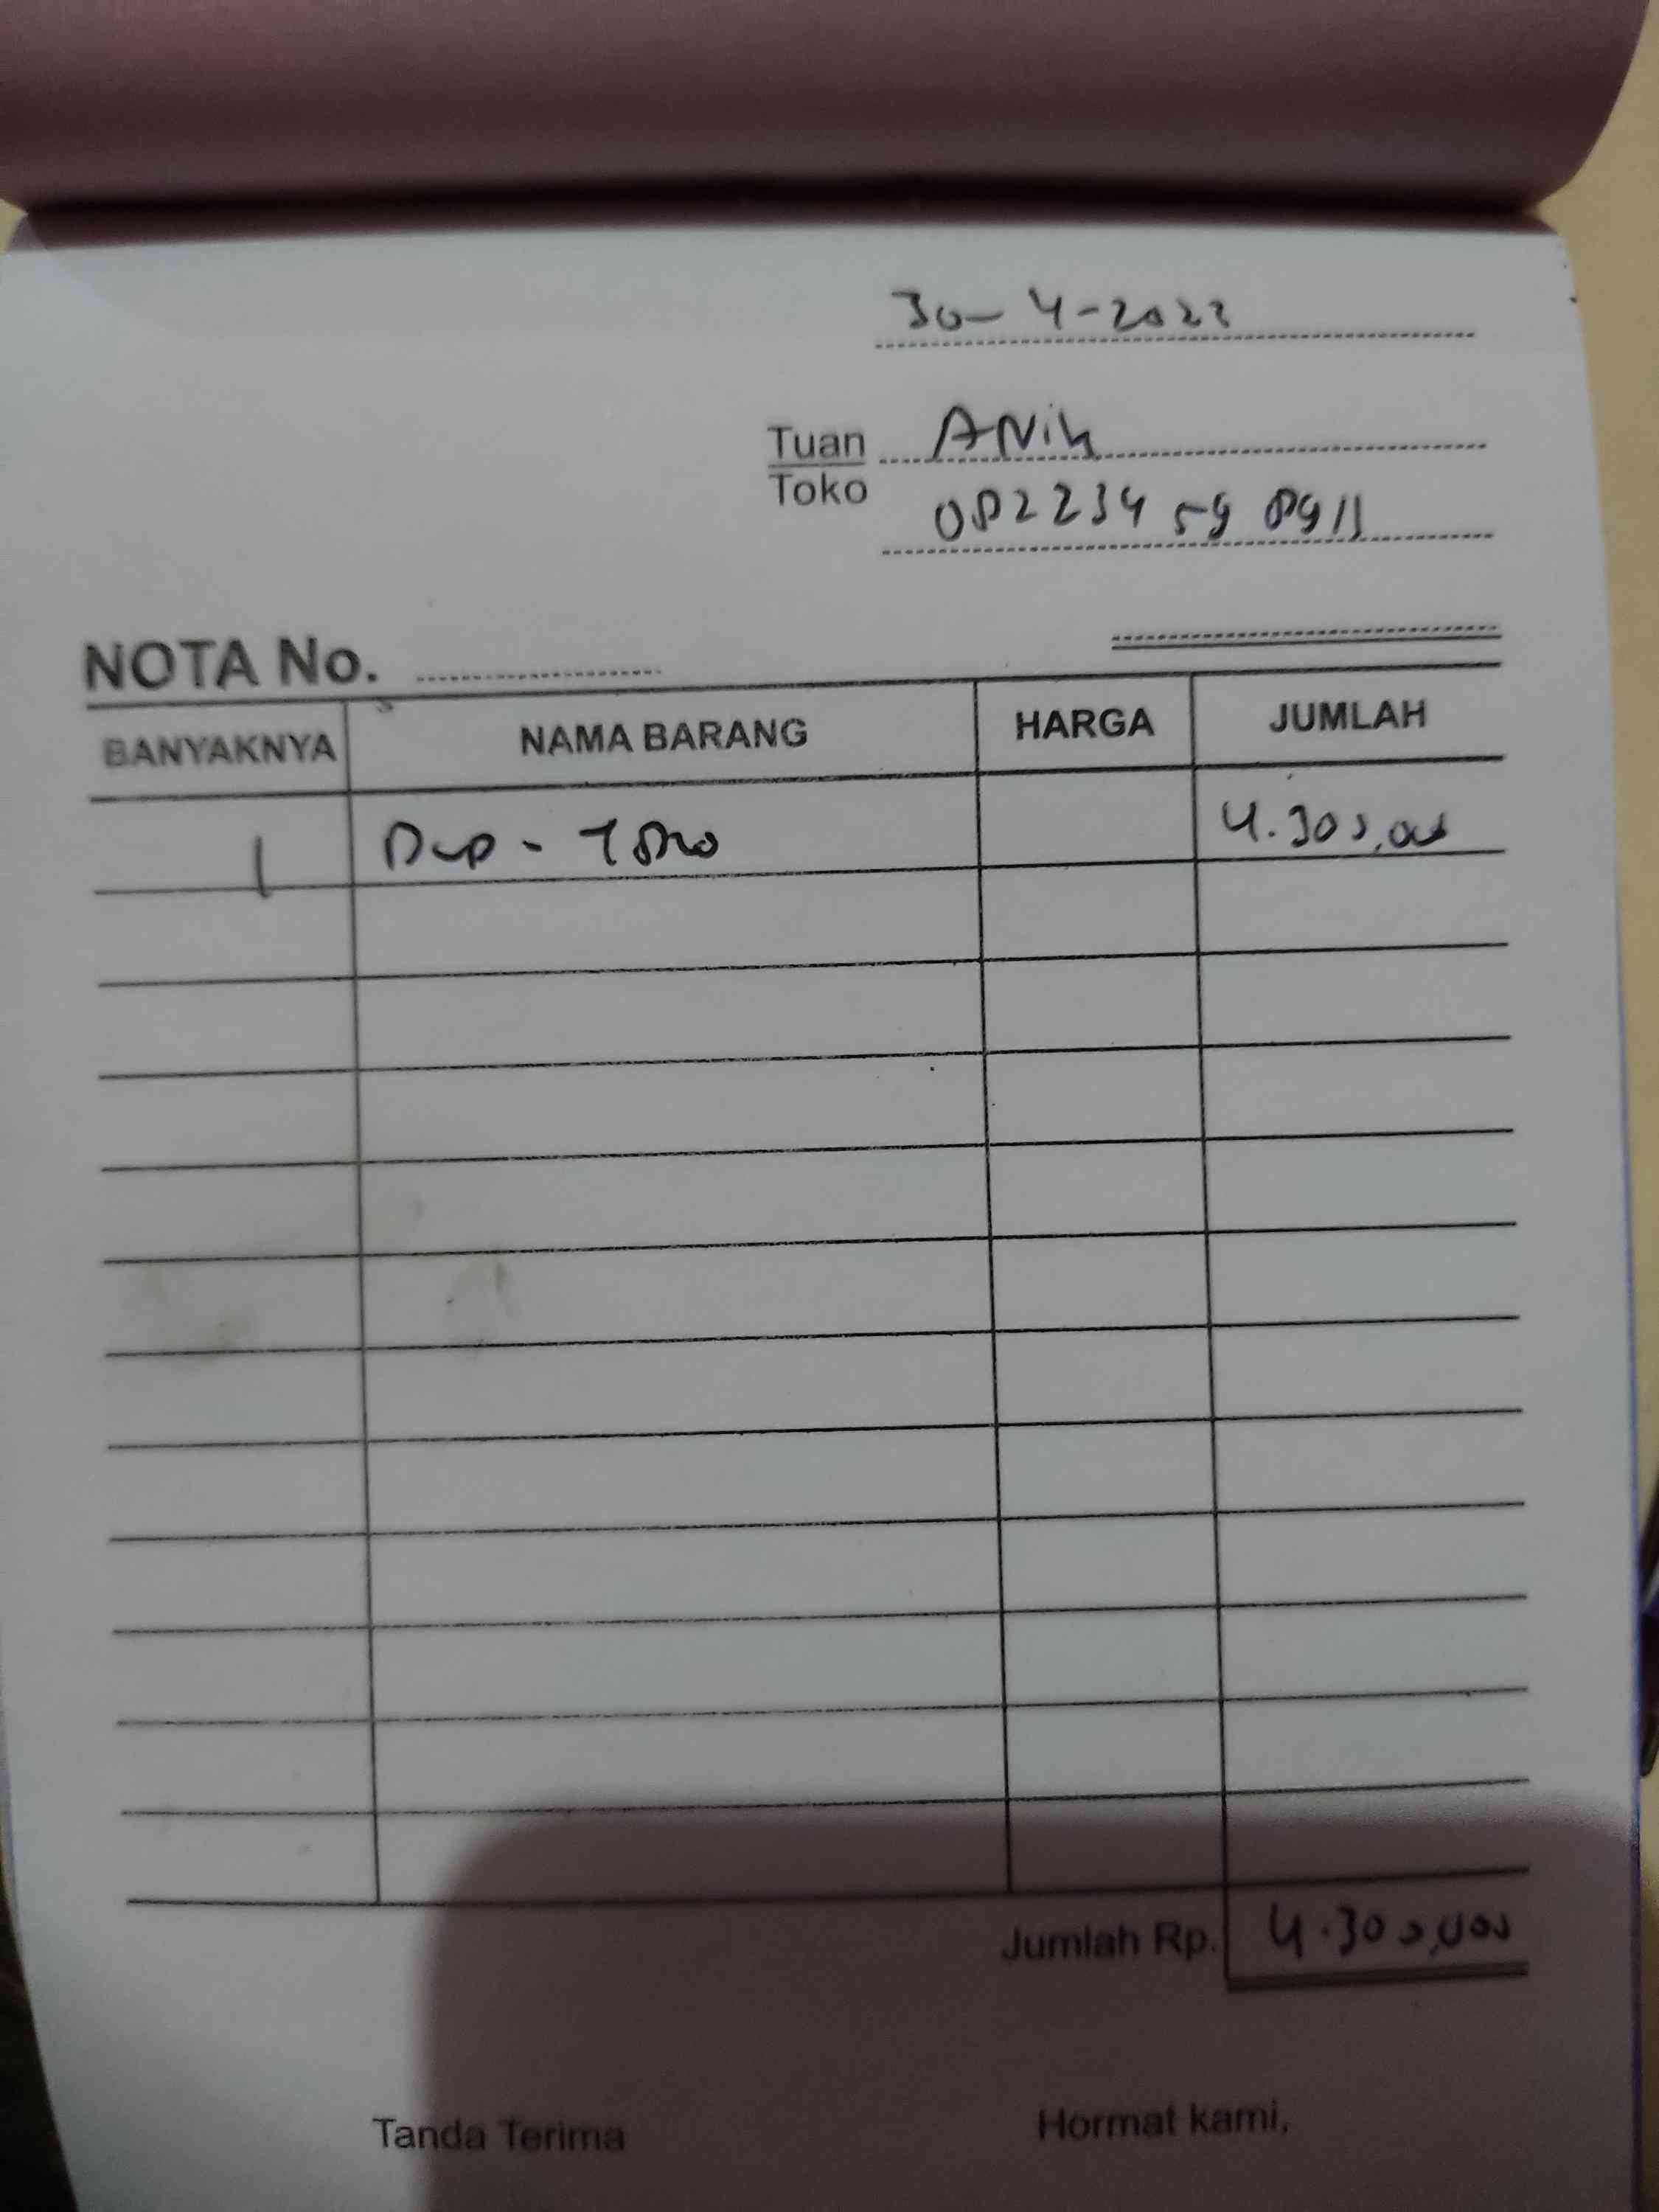 30-4-2023
Tuan ANik
Toko
NOTA No.
BANYAKNYA NAMA BARANG HARGA JUMLAH
1 4.300,000
Jumlah Rp. 4.300,000
Tanda Terima Hormat kami,